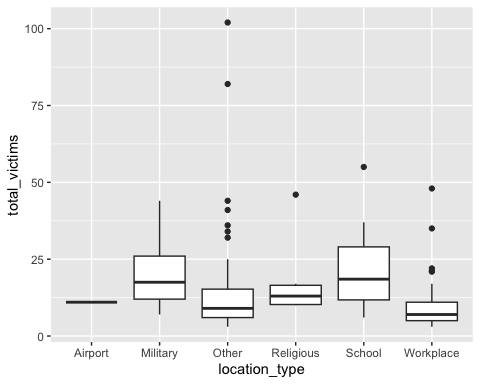 100
75
50
25
0
total_victims
Airport Military Other Religious School Workplace
location_type